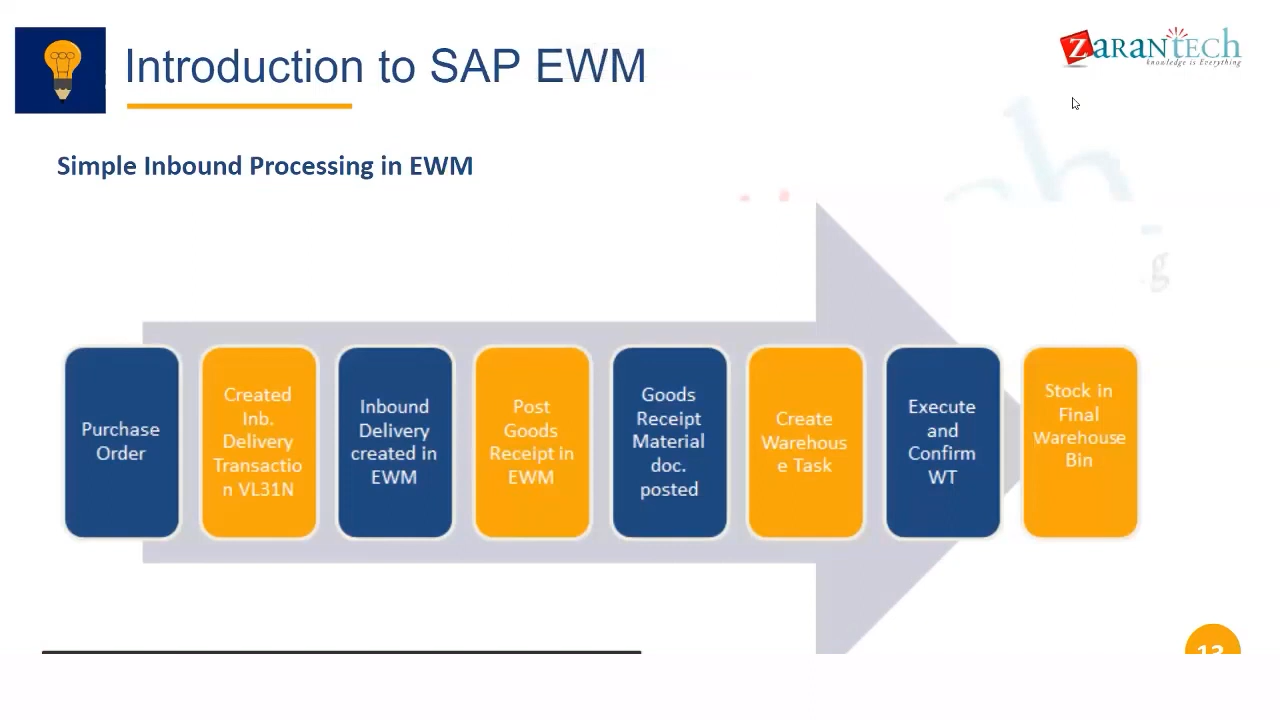 Introduction to SAP EWM
ZARANTECH
knowledge is Everything
Simple Inbound Processing in EWM
Purchase
Order
Created
Inb.
Delivery
Transactio
n VL31N
Inbound
Delivery
created in
EWM
Post
Goods
Receipt in
EWM
Goods
Receipt
Material
doc.
posted
Create
Warehous
e Task
Execute
and
Confirm
WT
Stock in
Final
Warehouse
Bin
13